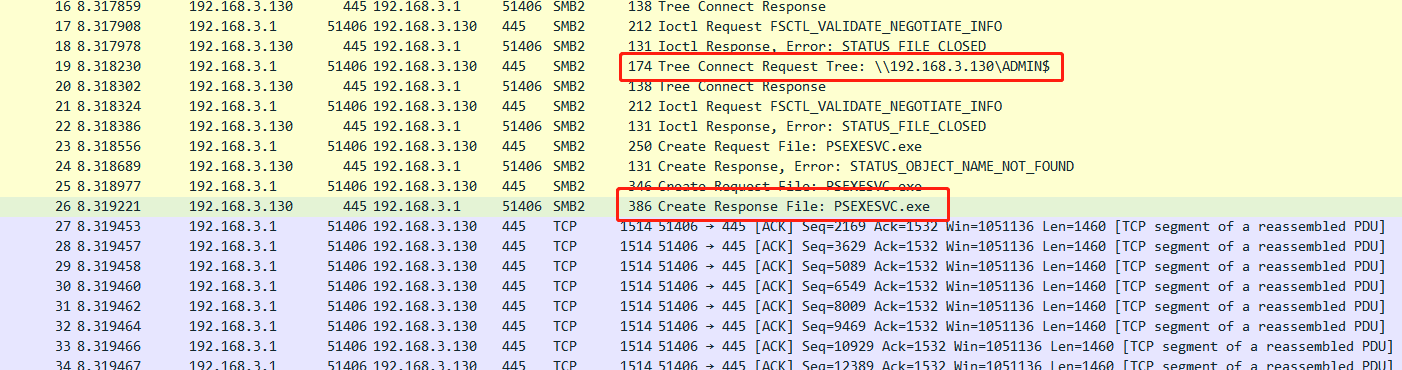 16 8.317859 192.168.3.130 445 192.168.3.1 51406 SMB2 138 Tree Connect Response
17 8.317908 192.168.3.1 51406 192.168.3.130 445 SMB2 212 Ioctl Request FSCTL_VALIDATE_NEGOTIATE_INFO
18 8.317978 192.168.3.130 445 192.168.3.1 51406 SMB2 131 Ioctl Response, Error: STATUS_FILE_CLOSED
19 8.318230 192.168.3.1 51406 192.168.3.130 445 SMB2 174 Tree Connect Request Tree: \\192.168.3.130\ADMIN$
20 8.318302 192.168.3.130 445 192.168.3.1 51406 SMB2 138 Tree Connect Response
21 8.318324 192.168.3.1 51406 192.168.3.130 445 SMB2 212 Ioctl Request FSCTL_VALIDATE_NEGOTIATE_INFO
22 8.318386 192.168.3.130 445 192.168.3.1 51406 SMB2 131 Ioctl Response, Error: STATUS_FILE_CLOSED
23 8.318556 192.168.3.1 51406 192.168.3.130 445 SMB2 250 Create Request File: PSEXESVC.exe
24 8.318689 192.168.3.130 445 192.168.3.1 51406 SMB2 131 Create Response, Error: STATUS_OBJECT_NAME_NOT_FOUND
25 8.318977 192.168.3.1 51406 192.168.3.130 445 SMB2 346 Create Request File: PSEXESVC.exe
26 8.319221 192.168.3.130 445 192.168.3.1 51406 SMB2 386 Create Response File: PSEXESVC.exe
27 8.319453 192.168.3.1 51406 192.168.3.130 445 TCP 1514 51406 → 445 [ACK] Seq=2169 Ack=1532 Win=1051136 Len=1460 [TCP segment of a reassembled PDU]
28 8.319457 192.168.3.1 51406 192.168.3.130 445 TCP 1514 51406 → 445 [ACK] Seq=3629 Ack=1532 Win=1051136 Len=1460 [TCP segment of a reassembled PDU]
29 8.319458 192.168.3.1 51406 192.168.3.130 445 TCP 1514 51406 → 445 [ACK] Seq=5089 Ack=1532 Win=1051136 Len=1460 [TCP segment of a reassembled PDU]
30 8.319460 192.168.3.1 51406 192.168.3.130 445 TCP 1514 51406 → 445 [ACK] Seq=6549 Ack=1532 Win=1051136 Len=1460 [TCP segment of a reassembled PDU]
31 8.319462 192.168.3.1 51406 192.168.3.130 445 TCP 1514 51406 → 445 [ACK] Seq=8009 Ack=1532 Win=1051136 Len=1460 [TCP segment of a reassembled PDU]
32 8.319464 192.168.3.1 51406 192.168.3.130 445 TCP 1514 51406 → 445 [ACK] Seq=9469 Ack=1532 Win=1051136 Len=1460 [TCP segment of a reassembled PDU]
33 8.319466 192.168.3.1 51406 192.168.3.130 445 TCP 1514 51406 → 445 [ACK] Seq=10929 Ack=1532 Win=1051136 Len=1460 [TCP segment of a reassembled PDU]
34 8.319467 192.168.3.1 51406 192.168.3.130 445 TCP 1514 51406 → 445 [ACK] Seq=12389 Ack=1532 Win=1051136 Len=1460 [TCP segment of a reassembled PDU]